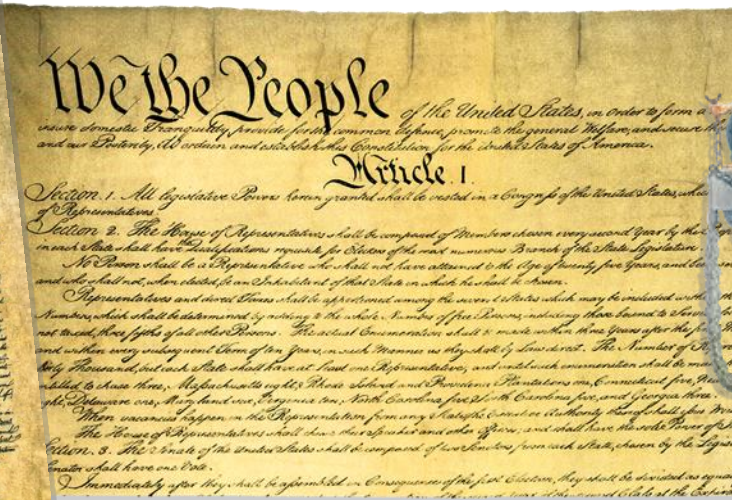 We the People of the United States, in Order to form a
insure domestic Tranquility, provide for the common defence, promote the general Welfare, and secure the
and our Posterity, do ordain and establish this Constitution for the United States of America.
Article. I.
Section. 1. All legislative Powers herein granted shall be vested in a Congress of the United States, which
of Representatives.
Section. 2. The House of Representatives shall be composed of Members chosen every second Year by the
in each State shall have Qualifications requisite for Electors of the most numerous Branch of the State Legislature.
No Person shall be a Representative who shall not have attained to the Age of twenty five Years, and been
and who shall not, when elected, be an Inhabitant of that State in which he shall be chosen.
Representatives and direct Taxes shall be apportioned among the several States which may be included within
Numbers, which shall be determined by adding to the whole Number of free Persons, including those bound to Service
not taxed, three fifths of all other Persons. The actual Enumeration shall be made within three Years after the
and within every subsequent Term of ten Years, in such Manner as they shall by Law direct. The Number of
thirty Thousand, but each State shall have at Least one Representative; and until such enumeration shall be made
entitled to chuse three, Massachusetts eight, Rhode Island and Providence Plantations one, Connecticut five, New
eight, Delaware one, Maryland six, Virginia ten, North Carolina five, South Carolina five, and Georgia three.
When vacancies happen in the Representation from any State, the Executive Authority thereof shall issue
The House of Representatives shall chuse their Speaker and other Officers; and shall have the sole Power of
Section. 3. The Senate of the United States shall be composed of two Senators from each State, chosen by the
Senator shall have one Vote.
Immediately after they shall be assembled in Consequence of the first Election, they shall be divided as